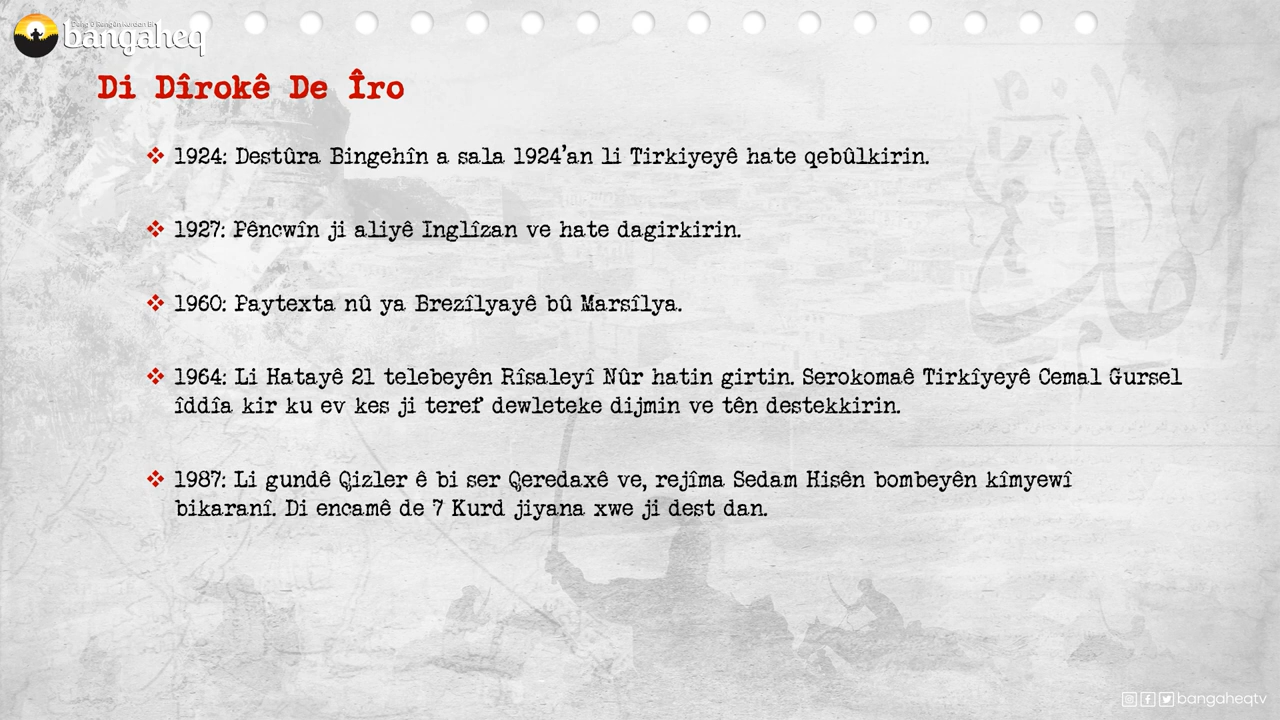 bangaheq
Di Dîrokê De Îro
1924: Destûra Bingehîn a sala 1924’an li Tirkiyeyê hate qebûlkirin.
1927: Pêncwîn ji aliyê Inglîzan ve hate dagirkirin.
1960: Paytexta nû ya Brezîlyayê bû Marsîlya.
1964: Li Hatayê 21 telebeyên Rîsaleyî Nûr hatin girtin. Serokomaê Tirkîyeyê Cemal Gursel
îddîa kir ku ev kes ji teref dewleteke dijmin ve tên destekkirin.
1987: Li gundê Qizler ê bi ser Qeredaxê ve, rejîma Sedam Hisên bombeyên kîmyewî
bikaranî. Di encamê de 7 Kurd jiyana xwe ji dest dan.
bangaheqtv